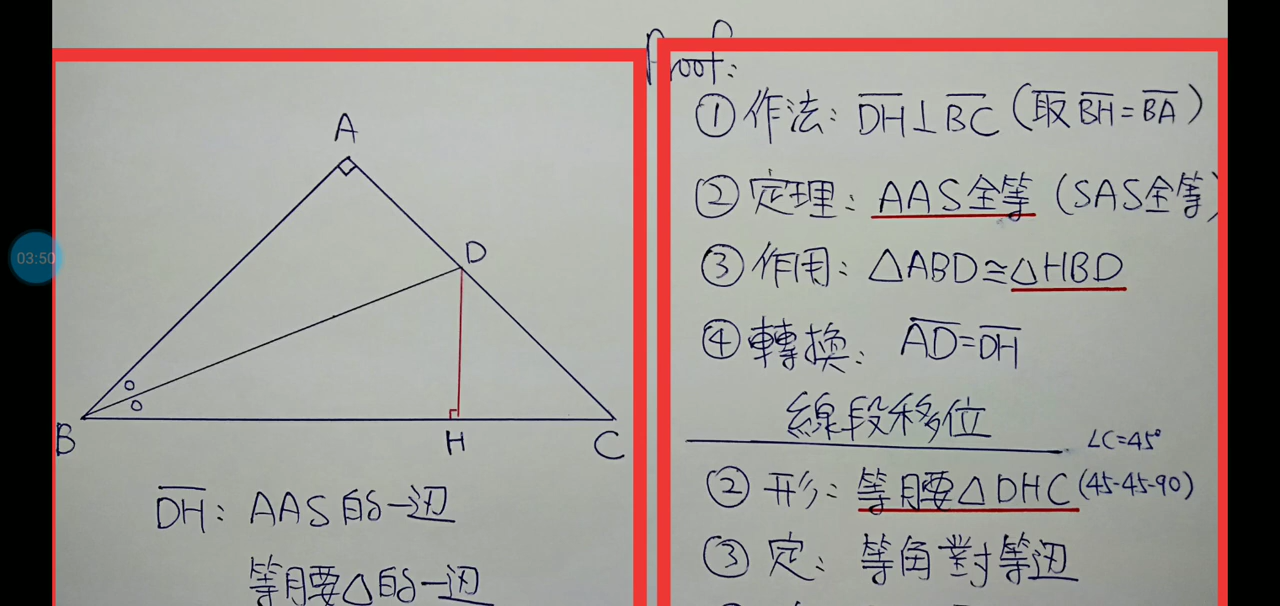 A
D
B
H
C
DH: AAS的一边
等腰△的一边
03:50
Proof:
①作法: DH⊥BC (取BH=BA)
②定理: AAS全等 (SAS全等)
③作用: △ABD≅△HBD
④轉換: AD=DH
線段移位
∠C=45°
②形: 等腰△DHC (45-45-90)
③定: 等角對等边